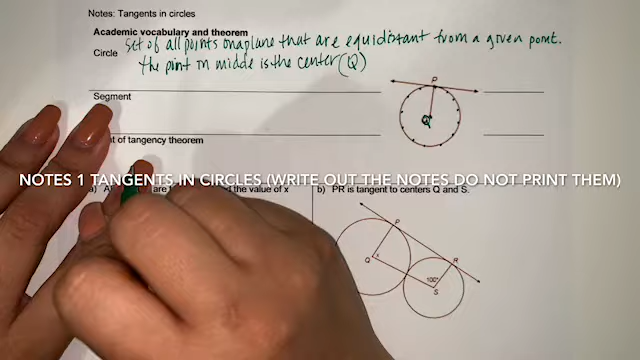 Notes: Tangents in circles
Academic vocabulary and theorem
Circle set of all points on a plane that are equidistant from a given point.
the point in middle is the center (Q)
P
Q
Segment
t of tangency theorem
NOTES 1 TANGENTS IN CIRCLES (WRITE OUT THE NOTES DO NOT PRINT THEM)
a) A are the value of x b) PR is tangent to centers Q and S.
P
Q x R
100°
S